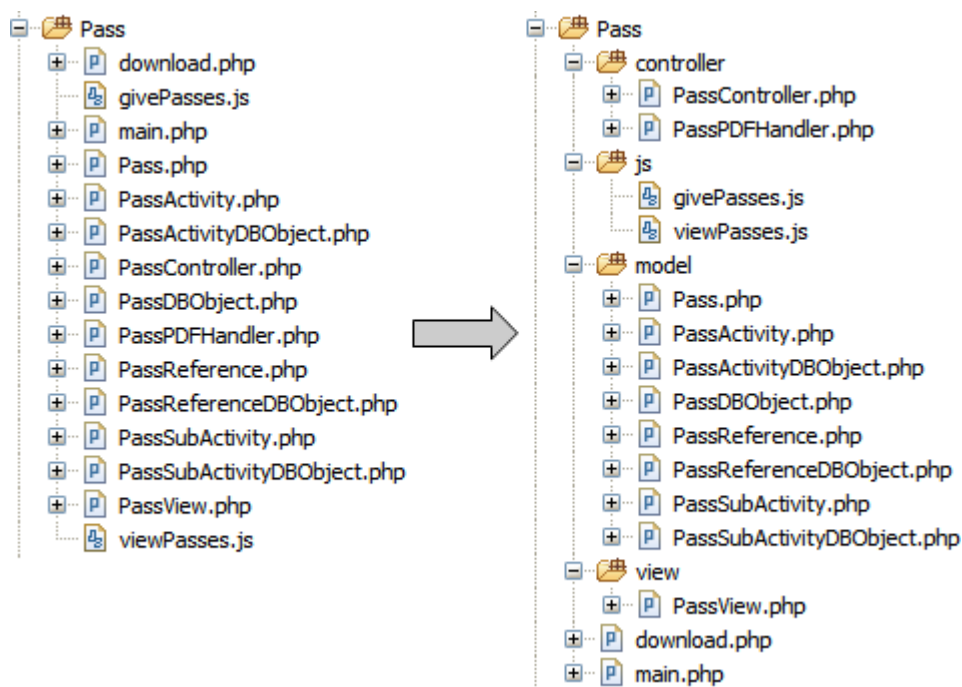 Pass
download.php
givePasses.js
main.php
Pass.php
PassActivity.php
PassActivityDBObject.php
PassController.php
PassDBObject.php
PassPDFHandler.php
PassReference.php
PassReferenceDBObject.php
PassSubActivity.php
PassSubActivityDBObject.php
PassView.php
viewPasses.js
Pass
controller
PassController.php
PassPDFHandler.php
js
givePasses.js
viewPasses.js
model
Pass.php
PassActivity.php
PassActivityDBObject.php
PassDBObject.php
PassReference.php
PassReferenceDBObject.php
PassSubActivity.php
PassSubActivityDBObject.php
view
PassView.php
download.php
main.php